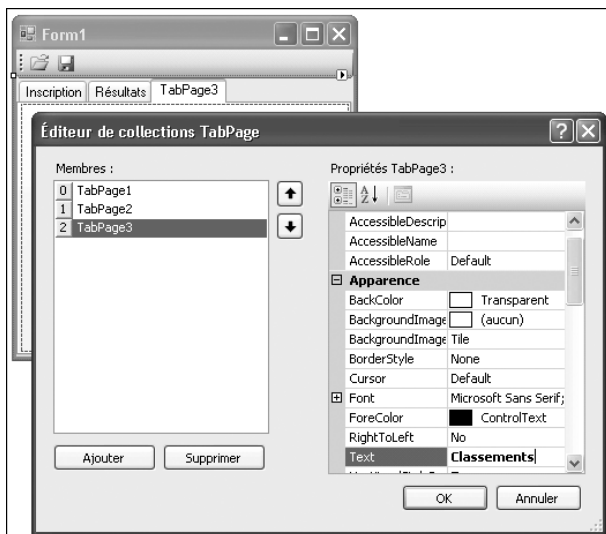 Form1
Inscription Résultats TabPage3
Éditeur de collections TabPage
Membres :
0 TabPage1
1 TabPage2
2 TabPage3
Ajouter Supprimer
Propriétés TabPage3 :
AccessibleDescrip
AccessibleName
AccessibleRole Default
Apparence
BackColor Transparent
BackgroundImage (aucun)
BackgroundImage Tile
BorderStyle None
Cursor Default
Font Microsoft Sans Serif;
ForeColor ControlText
RightToLeft No
Text Classements
OK Annuler